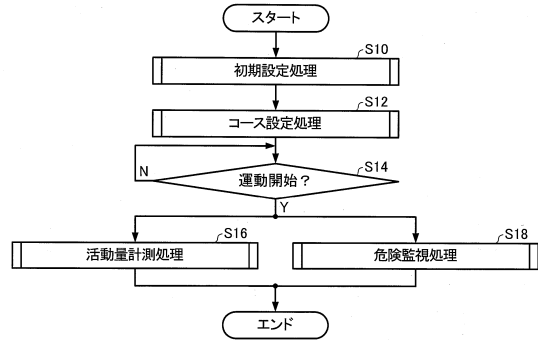 スタート
S10
初期設定処理
S12
コース設定処理
S14
運動開始？
N
Y
S16
活動量計測処理
S18
危険監視処理
エンド